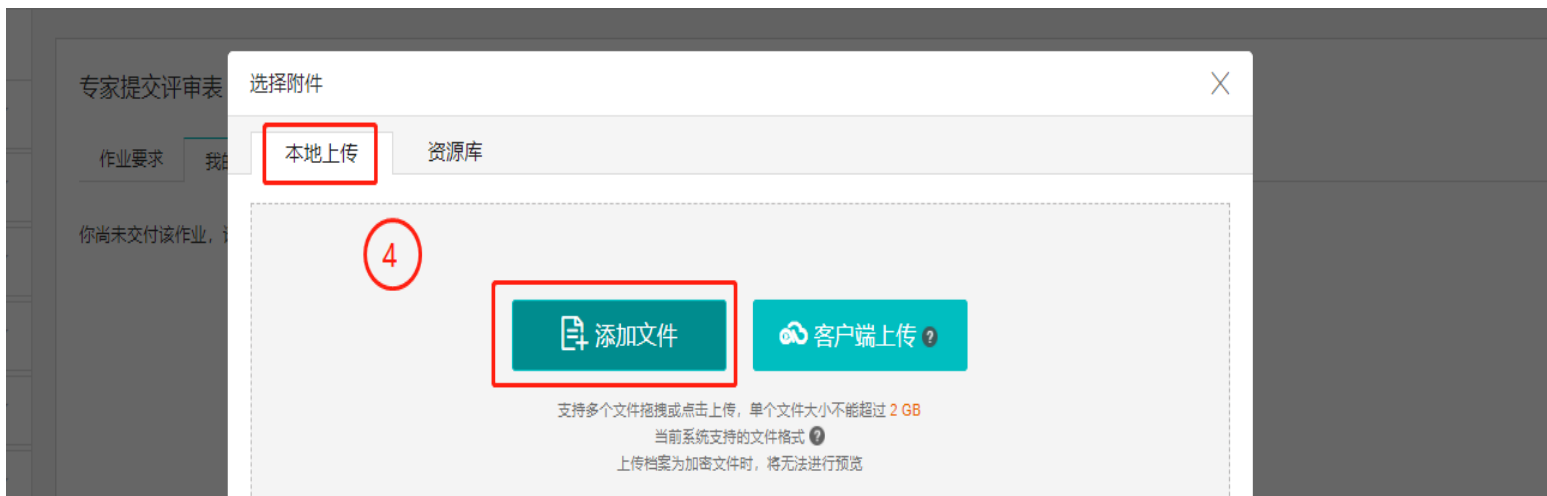 专家提交评审表
选择附件
作业要求
我的
本地上传
资源库
你尚未交付该作业，
4
添加文件
客户端上传 ?
支持多个文件拖拽或点击上传，单个文件大小不能超过 2 GB
当前系统支持的文件格式 ?
上传档案为加密文件时，将无法进行预览